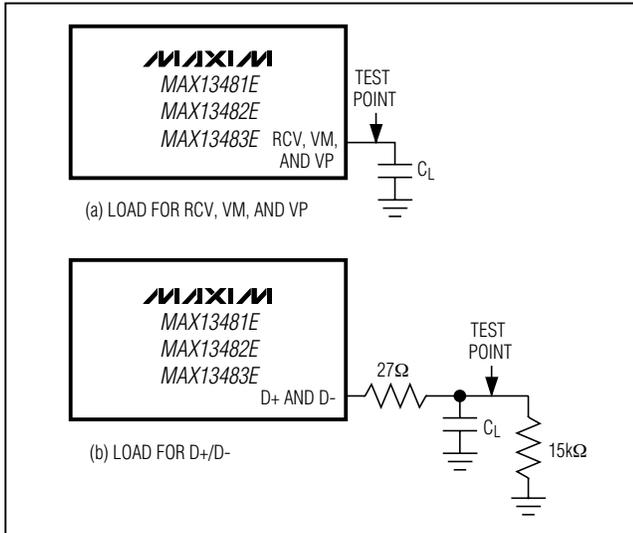 MAXIM
MAX13481E
MAX13482E
MAX13483E
RCV, VM,
AND VP
TEST
POINT
CL
(a) LOAD FOR RCV, VM, AND VP
MAXIM
MAX13481E
MAX13482E
MAX13483E
D+ AND D-
27Ω
TEST
POINT
CL
15kΩ
(b) LOAD FOR D+/D-